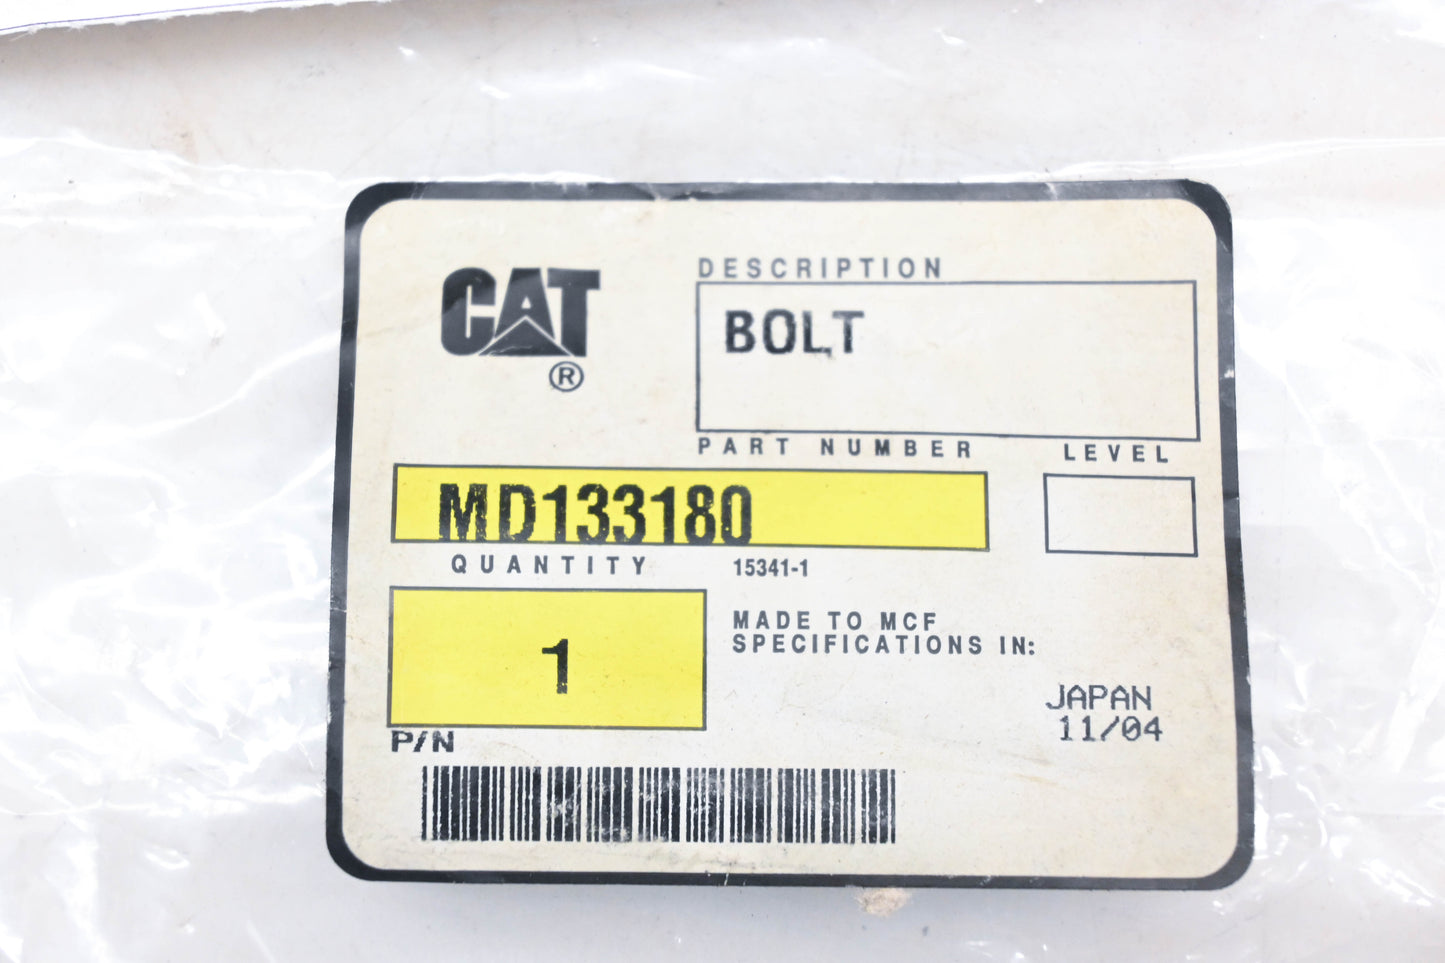 CAT
®
DESCRIPTION
BOLT
PART NUMBER
LEVEL
MD133180
QUANTITY
15341-1
1
MADE TO MCF
SPECIFICATIONS IN:
JAPAN
11/04
P/N